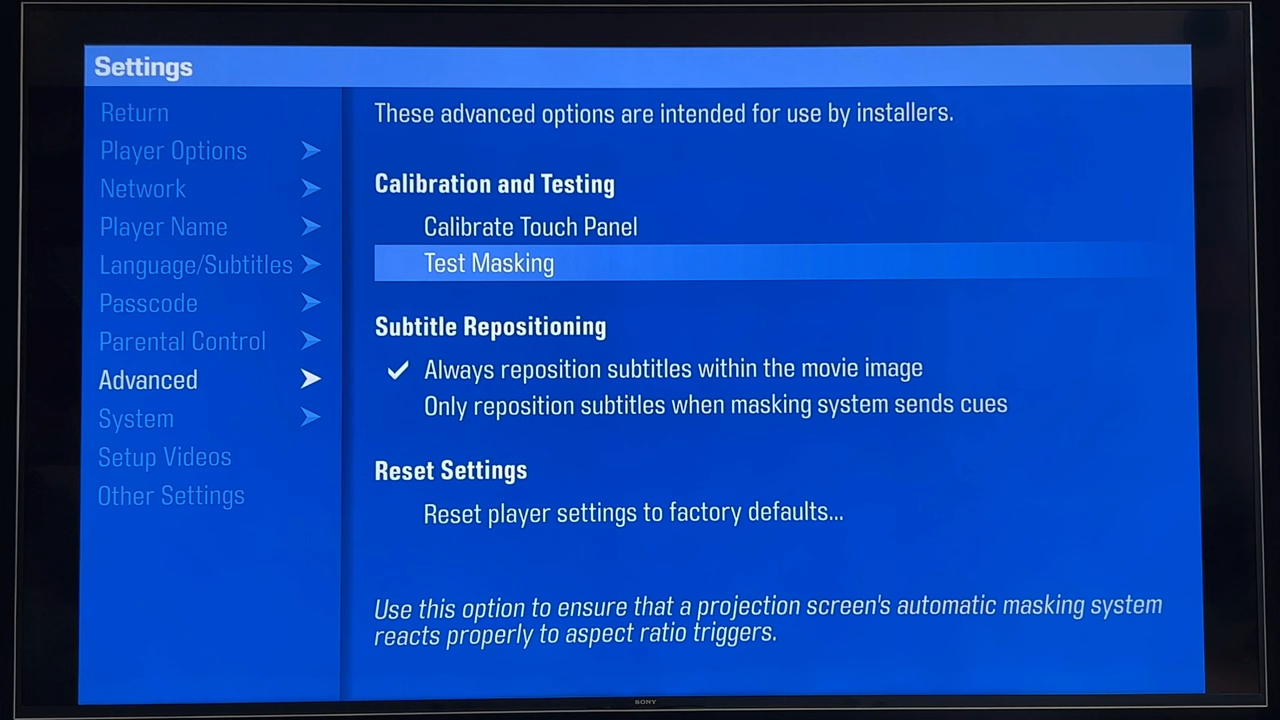 Settings
Return
Player Options
Network
Player Name
Language/Subtitles
Passcode
Parental Control
Advanced
System
Setup Videos
Other Settings
These advanced options are intended for use by installers.
Calibration and Testing
Calibrate Touch Panel
Test Masking
Subtitle Repositioning
Always reposition subtitles within the movie image
Only reposition subtitles when masking system sends cues
Reset Settings
Reset player settings to factory defaults...
Use this option to ensure that a projection screen's automatic masking system
reacts properly to aspect ratio triggers.
SONY